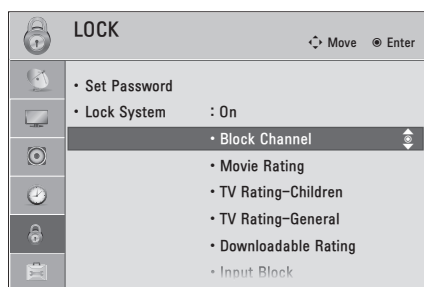 LOCK
Move Enter
• Set Password
• Lock System : On
• Block Channel
• Movie Rating
• TV Rating-Children
• TV Rating-General
• Downloadable Rating
• Input Block